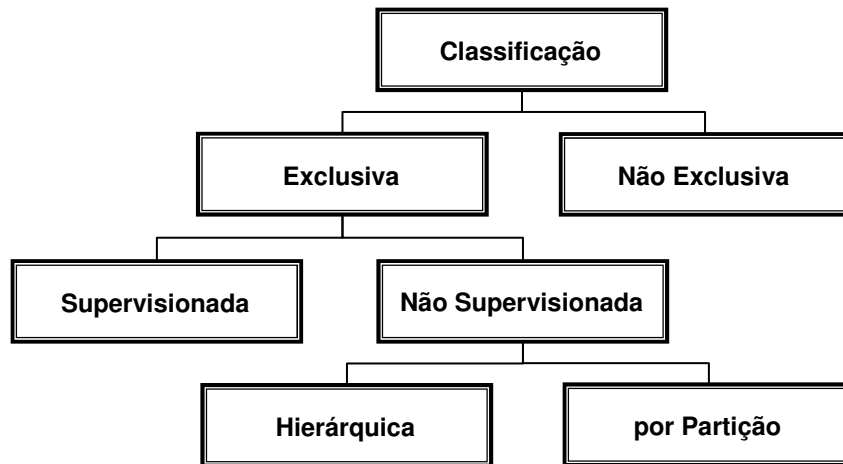 Classificação
Exclusiva
Não Exclusiva
Supervisionada
Não Supervisionada
Hierárquica
por Partição